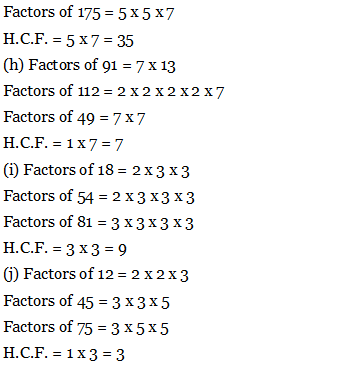 Factors of 175 = 5 x 5 x 7
H.C.F. = 5 x 7 = 35
(h) Factors of 91 = 7 x 13
Factors of 112 = 2 x 2 x 2 x 2 x 7
Factors of 49 = 7 x 7
H.C.F. = 1 x 7 = 7
(i) Factors of 18 = 2 x 3 x 3
Factors of 54 = 2 x 3 x 3 x 3
Factors of 81 = 3 x 3 x 3 x 3
H.C.F. = 3 x 3 = 9
(j) Factors of 12 = 2 x 2 x 3
Factors of 45 = 3 x 3 x 5
Factors of 75 = 3 x 5 x 5
H.C.F. = 1 x 3 = 3